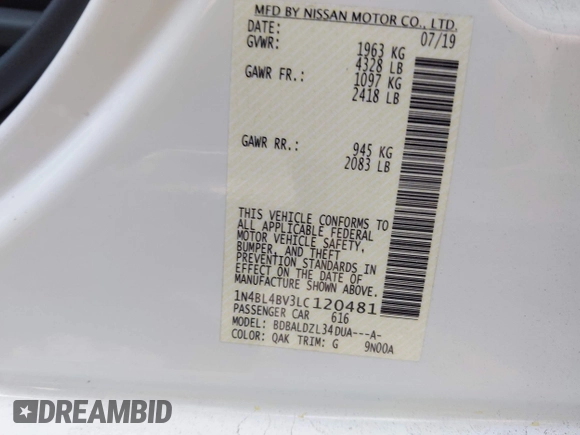 MFD BY NISSAN MOTOR CO., LTD.
DATE: 07/19
GVWR: 1963 KG
4328 LB
GAWR FR.: 1097 KG
2418 LB
GAWR RR.: 945 KG
2083 LB
THIS VEHICLE CONFORMS TO
ALL APPLICABLE FEDERAL
MOTOR VEHICLE SAFETY,
BUMPER, AND THEFT
PREVENTION STANDARDS IN
EFFECT ON THE DATE OF
MANUFACTURE SHOWN ABOVE.
1N4BL4BV3LC120481
PASSENGER CAR 616
MODEL: BDBALDZL34DUA---A-
COLOR: QAK TRIM: G 9N00A
DREAMBID